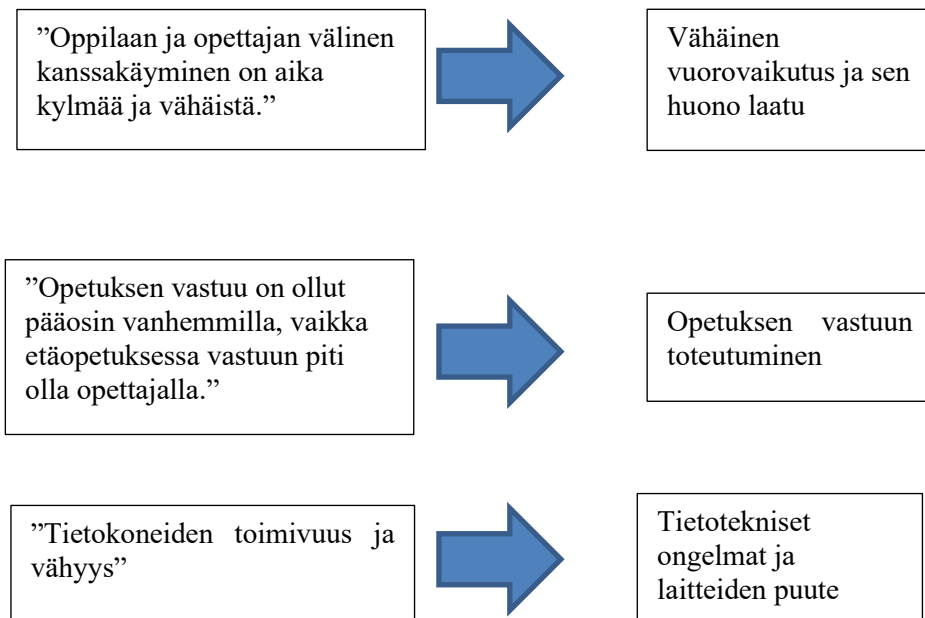 ”Oppilaan ja opettajan välinen
kanssakäyminen on aika
kylmää ja vähäistä.”
Vähäinen
vuorovaikutus ja sen
huono laatu
”Opetuksen vastuu on ollut
pääosin vanhemmilla, vaikka
etäopetuksessa vastuun piti
olla opettajalla.”
Opetuksen vastuun
toteutuminen
”Tietokoneiden toimivuus ja
vähyys”
Tietotekniset
ongelmat ja
laitteiden puute